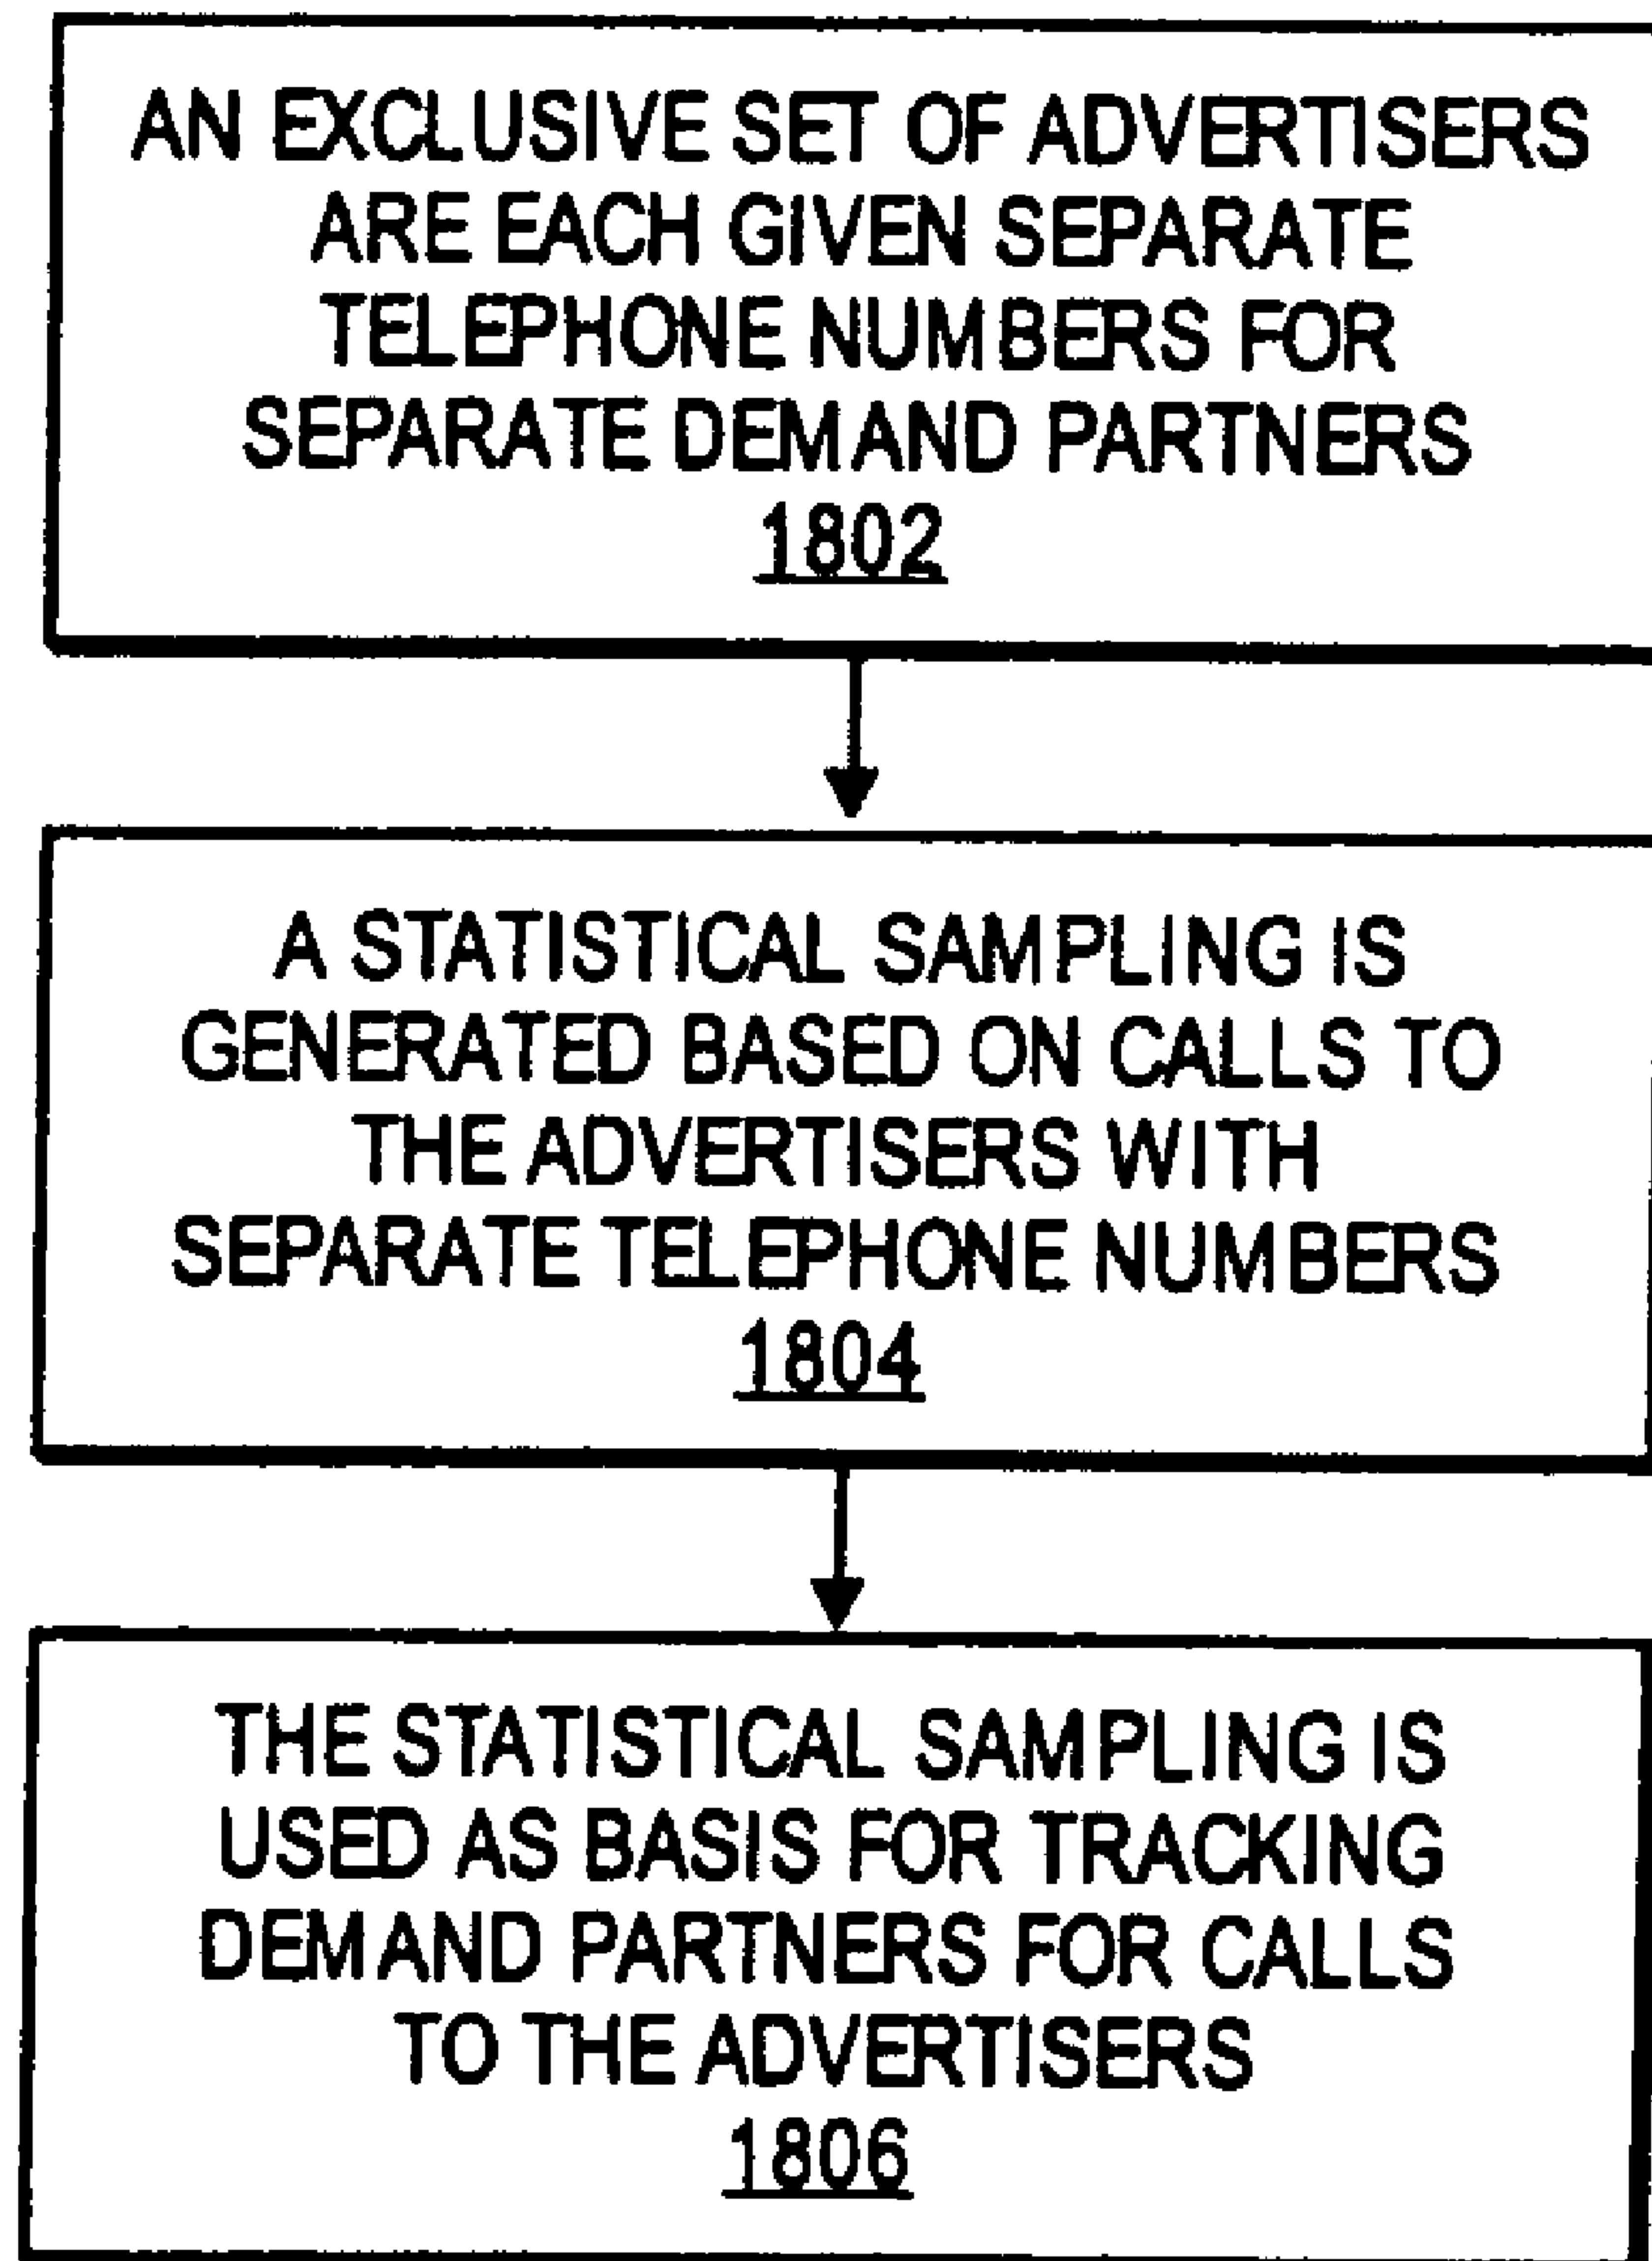 AN EXCLUSIVE SET OF ADVERTISERS
ARE EACH GIVEN SEPARATE
TELEPHONE NUMBERS FOR
SEPARATE DEMAND PARTNERS
1802
A STATISTICAL SAMPLING IS
GENERATED BASED ON CALLS TO
THE ADVERTISERS WITH
SEPARATE TELEPHONE NUMBERS
1804
THE STATISTICAL SAMPLING IS
USED AS BASIS FOR TRACKING
DEMAND PARTNERS FOR CALLS
TO THE ADVERTISERS
1806